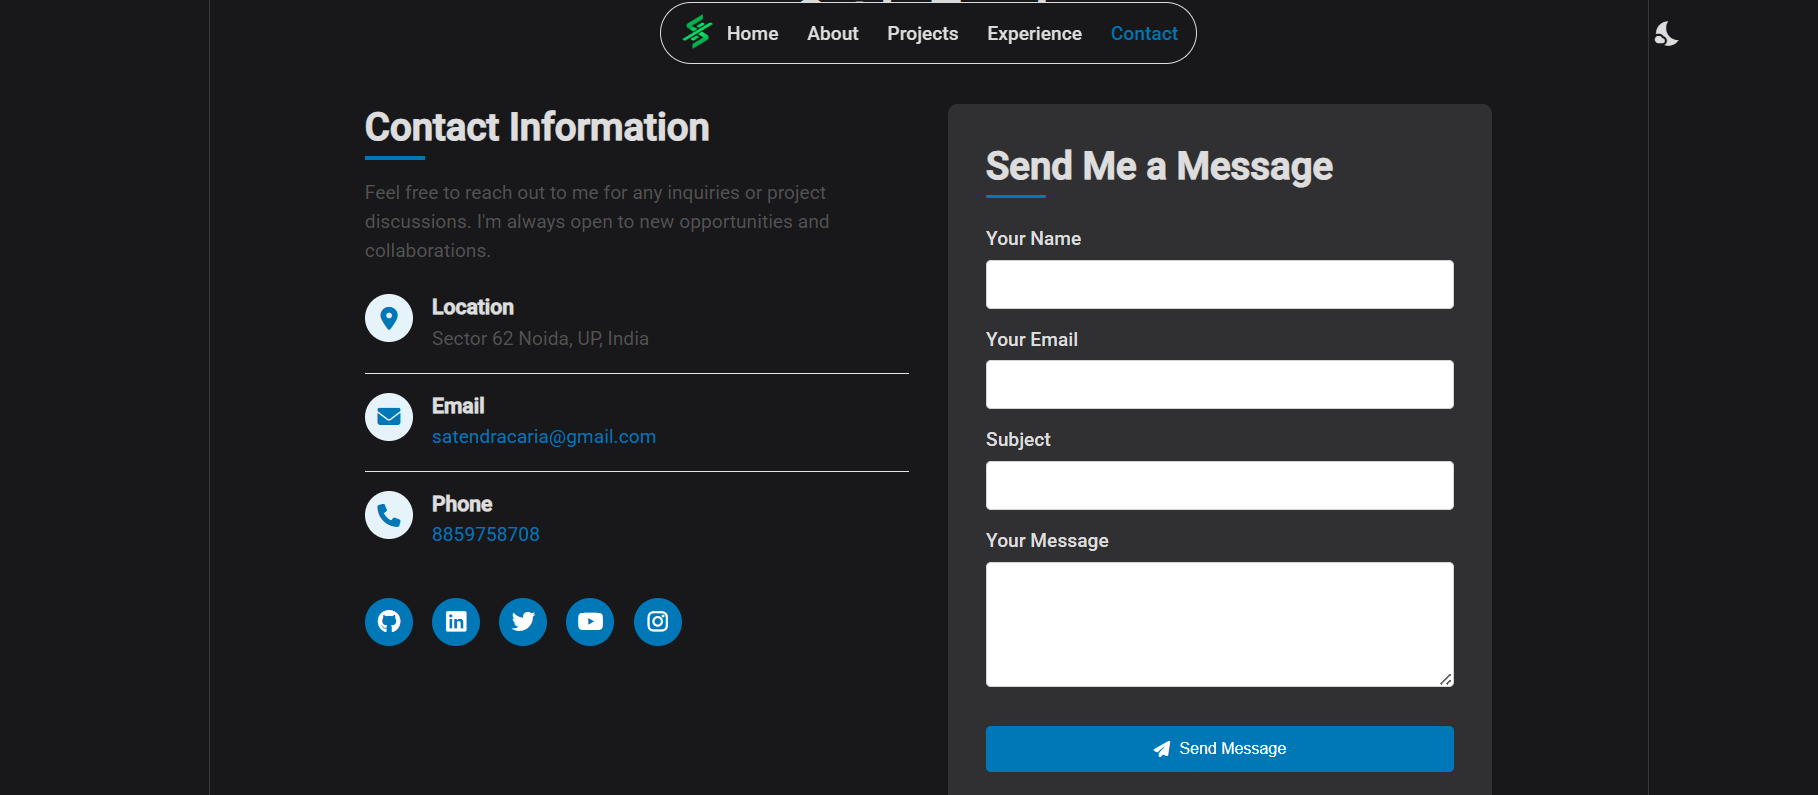 Home About Projects Experience Contact
Contact Information
Feel free to reach out to me for any inquiries or project
discussions. I'm always open to new opportunities and
collaborations.
Location
Sector 62 Noida, UP, India
Email
satendracaria@gmail.com
Phone
8859758708
Send Me a Message
Your Name
Your Email
Subject
Your Message
Send Message